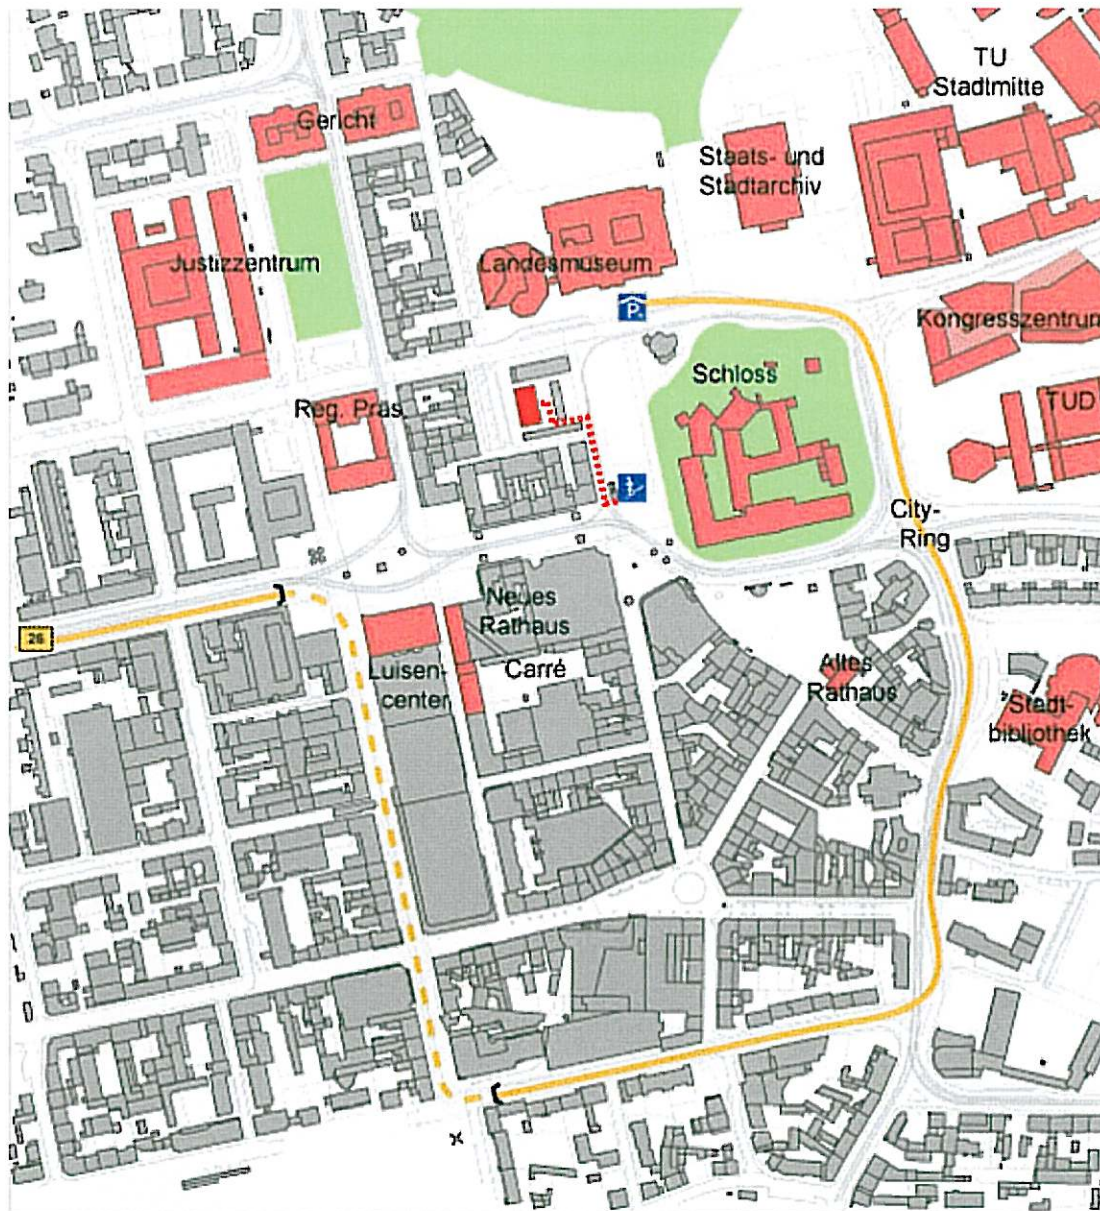 TU
Stadtmitte
Gericht
Staats- und
Stadtarchiv
Justizzentrum
Landesmuseum
P
Kongresszentrum
Schloss
Reg. Präs.
TUD
City-
Ring
26
Neues
Rathaus
Carré
Luisen-
center
Altes
Rathaus
Stadt-
bibliothek